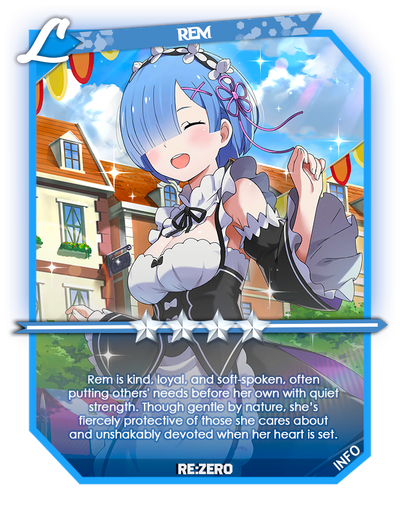 L
REM
Rem is kind, loyal, and soft-spoken, often
putting others' needs before her own with quiet
strength. Though gentle by nature, she's
fiercely protective of those she cares about
and unshakably devoted when her heart is set.
RE:ZERO
INFO